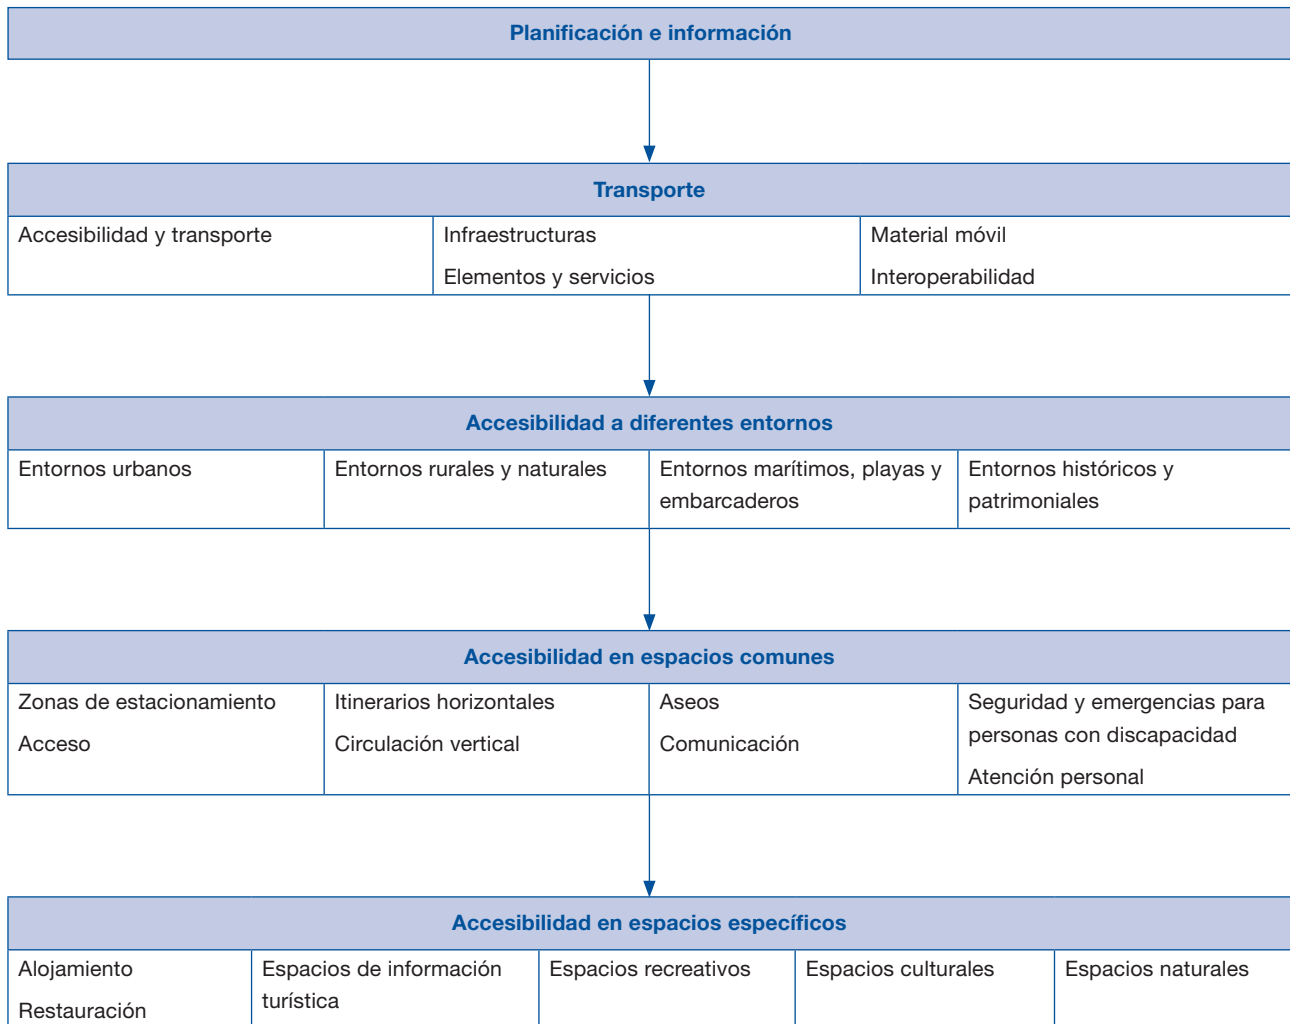 Planificación e información
Transporte
Accesibilidad y transporte
Infraestructuras
Elementos y servicios
Material móvil
Interoperabilidad
Accesibilidad a diferentes entornos
Entornos urbanos
Entornos rurales y naturales
Entornos marítimos, playas y
embarcaderos
Entornos históricos y
patrimoniales
Accesibilidad en espacios comunes
Zonas de estacionamiento
Acceso
Itinerarios horizontales
Circulación vertical
Aseos
Comunicación
Seguridad y emergencias para
personas con discapacidad
Atención personal
Accesibilidad en espacios específicos
Alojamiento
Restauración
Espacios de información
turística
Espacios recreativos
Espacios culturales
Espacios naturales